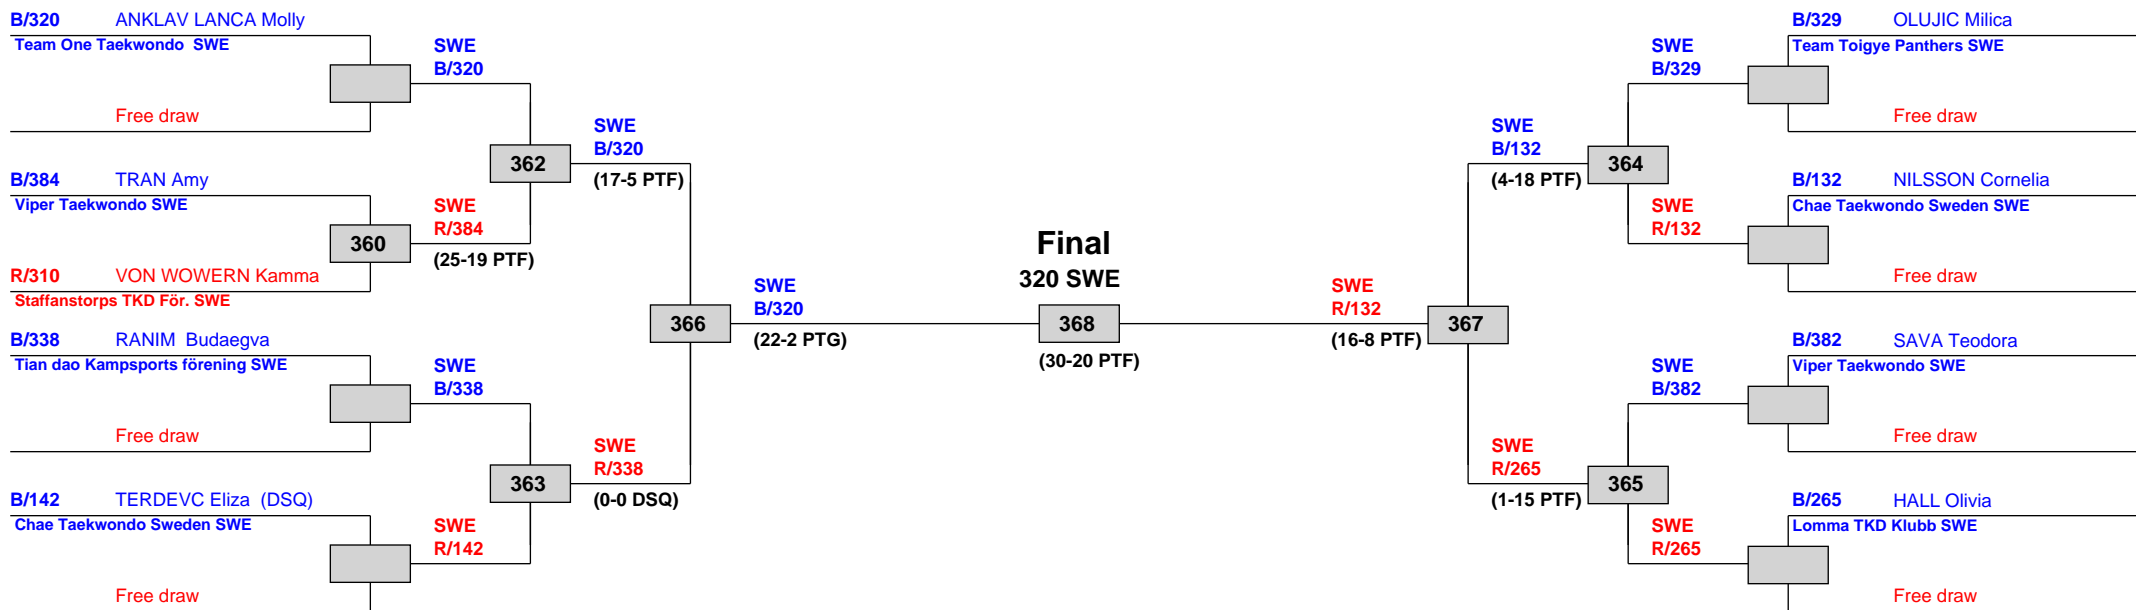 B/320 ANKLAV LANCA Molly
Team One Taekwondo SWE
Free draw
SWE
B/320
B/384 TRAN Amy
Viper Taekwondo SWE
360
R/310 VON WOWERN Kamma
Staffanstorps TKD För. SWE
SWE
R/384
(25-19 PTF)
362
SWE
B/320
(17-5 PTF)
B/338 RANIM Budaegva
Tian dao Kampsports förening SWE
Free draw
SWE
B/338
B/142 TERDEVC Eliza (DSQ)
Chae Taekwondo Sweden SWE
Free draw
SWE
R/142
363
SWE
R/338
(0-0 DSQ)
366
SWE
B/320
(22-2 PTG)
Final
320 SWE
368
(30-20 PTF)
SWE
R/132
(16-8 PTF)
367
SWE
B/132
(4-18 PTF)
364
SWE
B/329
B/329 OLUJIC Milica
Team Toigye Panthers SWE
Free draw
SWE
R/132
B/132 NILSSON Cornelia
Chae Taekwondo Sweden SWE
Free draw
SWE
R/265
(1-15 PTF)
365
SWE
B/382
B/382 SAVA Teodora
Viper Taekwondo SWE
Free draw
SWE
R/265
B/265 HALL Olivia
Lomma TKD Klubb SWE
Free draw